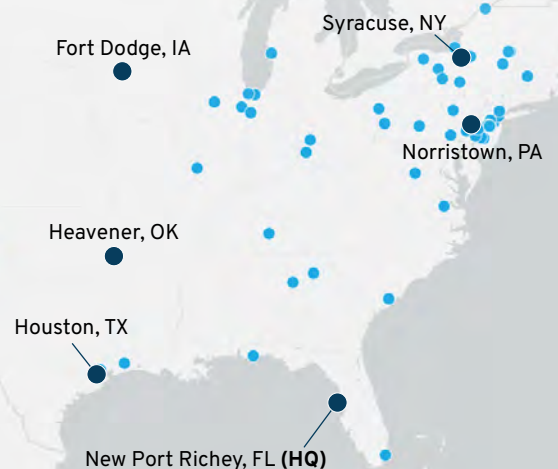 Syracuse, NY
Fort Dodge, IA
Norristown, PA
Heavener, OK
Houston, TX
New Port Richey, FL (HQ)